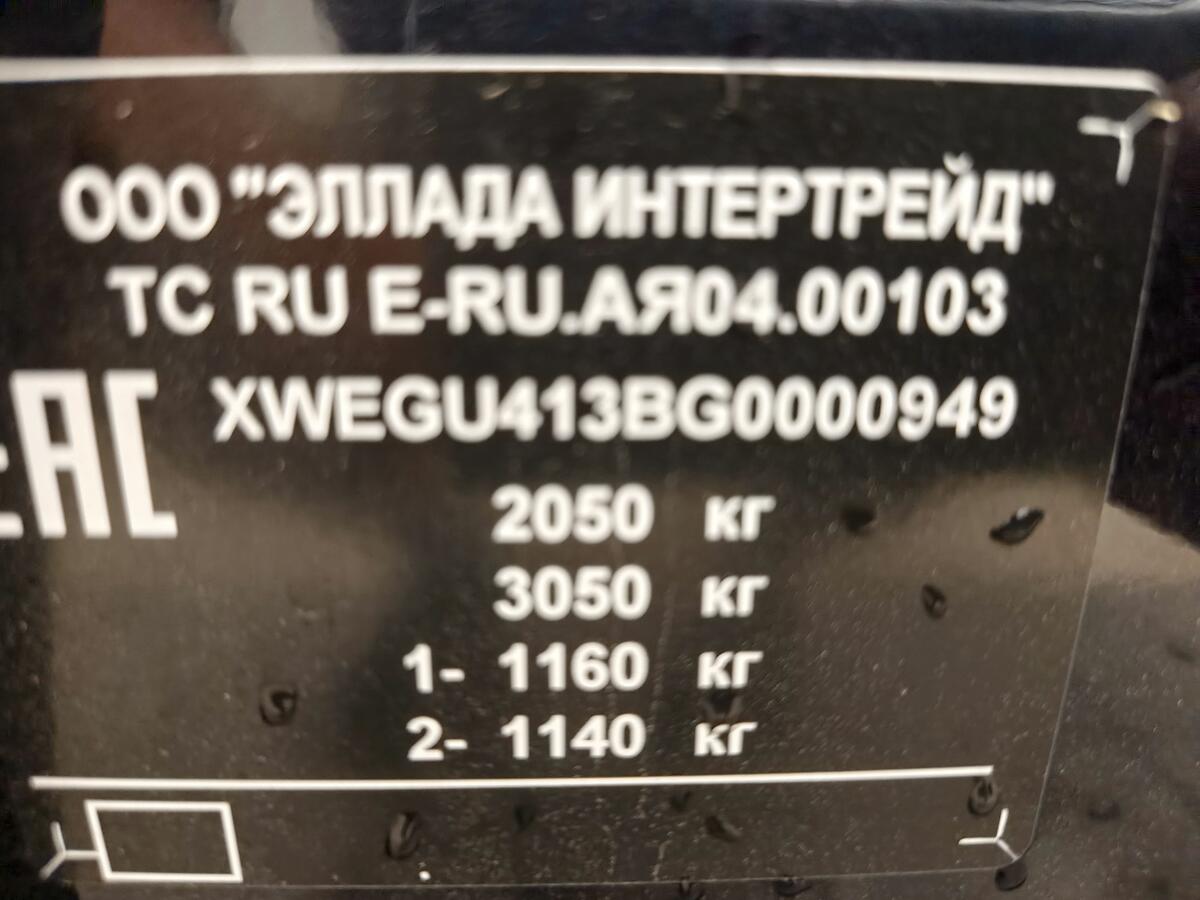 ООО "ЭЛЛАДА ИНТЕРТРЕЙД"
ТС RU E-RU.АЯ04.00103
EAC
XWEGU413BG0000949
2050 кг
3050 кг
1- 1160 кг
2- 1140 кг